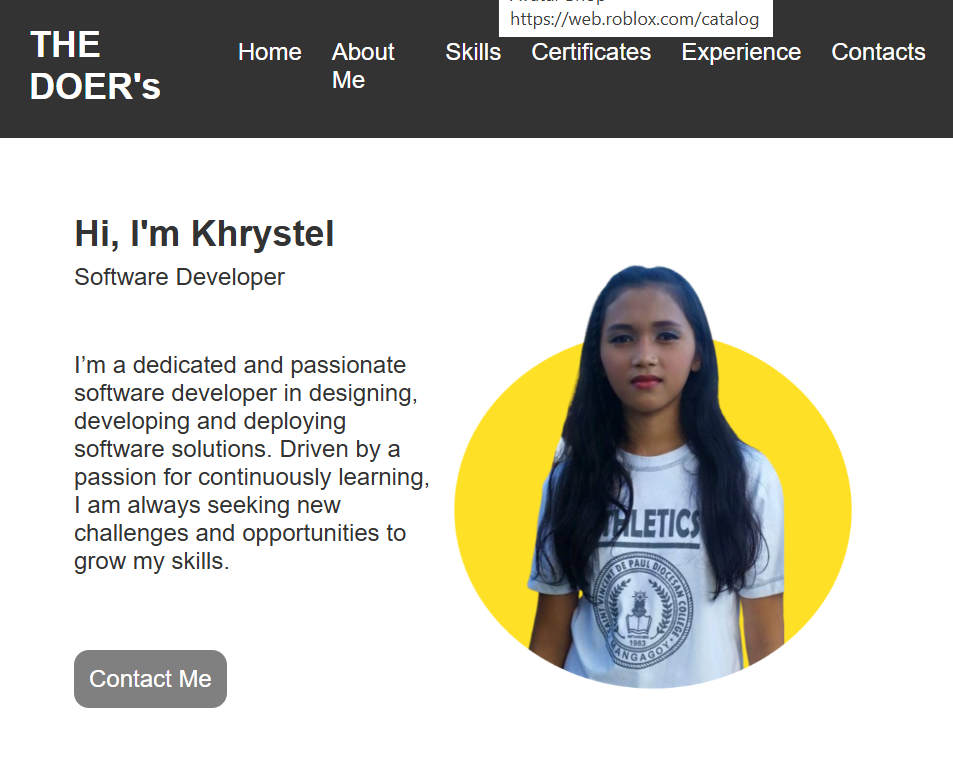 Avatar Shop
https://web.roblox.com/catalog
THE
DOER's
Home
About
Me
Skills
Certificates
Experience
Contacts
Hi, I'm Khrystel
Software Developer
I’m a dedicated and passionate
software developer in designing,
developing and deploying
software solutions. Driven by a
passion for continuously learning,
I am always seeking new
challenges and opportunities to
grow my skills.
THLETICS
SAINT VINCENT DE PAUL DIOCESAN COLLEGE
1983
MANGAGOY
Contact Me